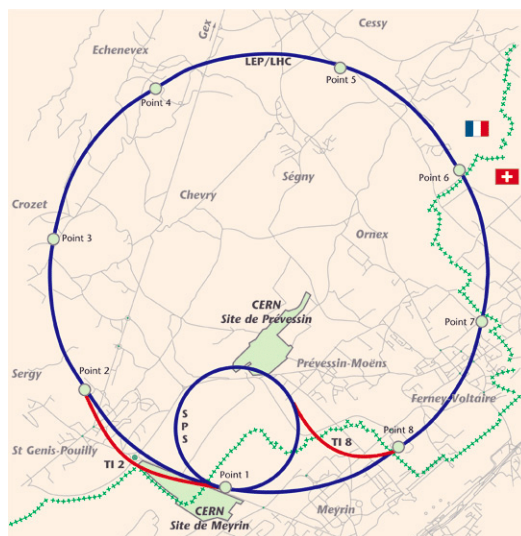 Cessy
Gex
Echenevex
LEP/LHC
Point 5
Point 4
Point 6
Ségny
Chevry
Crozet
Ornex
Point 3
CERN
Site de Prévessin
Point 7
Prévessin-Moëns
Point 2
Sergy
Ferney-Voltaire
SPS
Point 8
St Genis-Pouilly
TI 8
TI 2
Point 1
Meyrin
CERN
Site de Meyrin